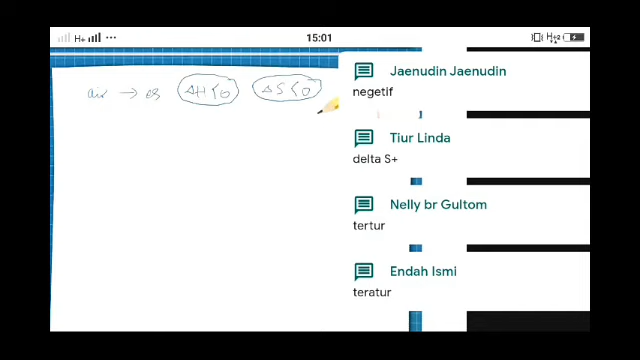 H+ 15:01
air → es ΔH<0 ΔS<0
Jaenudin Jaenudin
negetif
Tiur Linda
delta S+
Nelly br Gultom
tertur
Endah Ismi
teratur